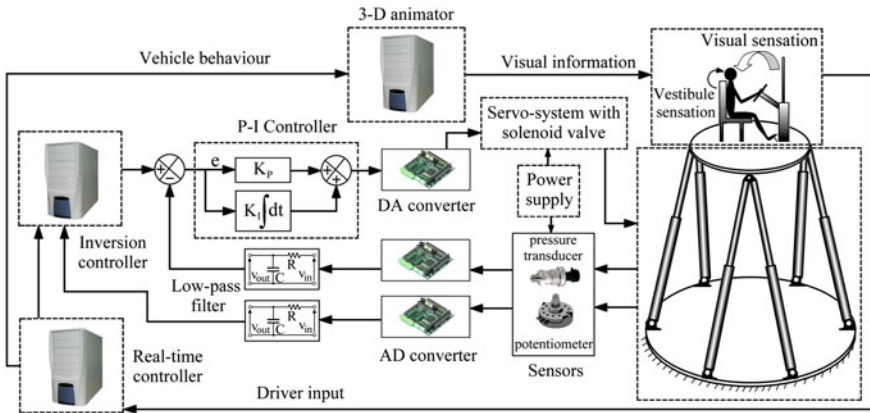 3-D animator
Vehicle behaviour
Visual information
Visual sensation
Vestibule
sensation
P-I Controller
Servo-system with
solenoid valve
+
−
e
K_P
+
+
K_I∫dt
DA converter
Power
supply
Inversion
controller
pressure
transducer
R
v_out
C
v_in
Low-pass
filter
R
v_out
C
v_in
AD converter
potentiometer
Sensors
Real-time
controller
Driver input